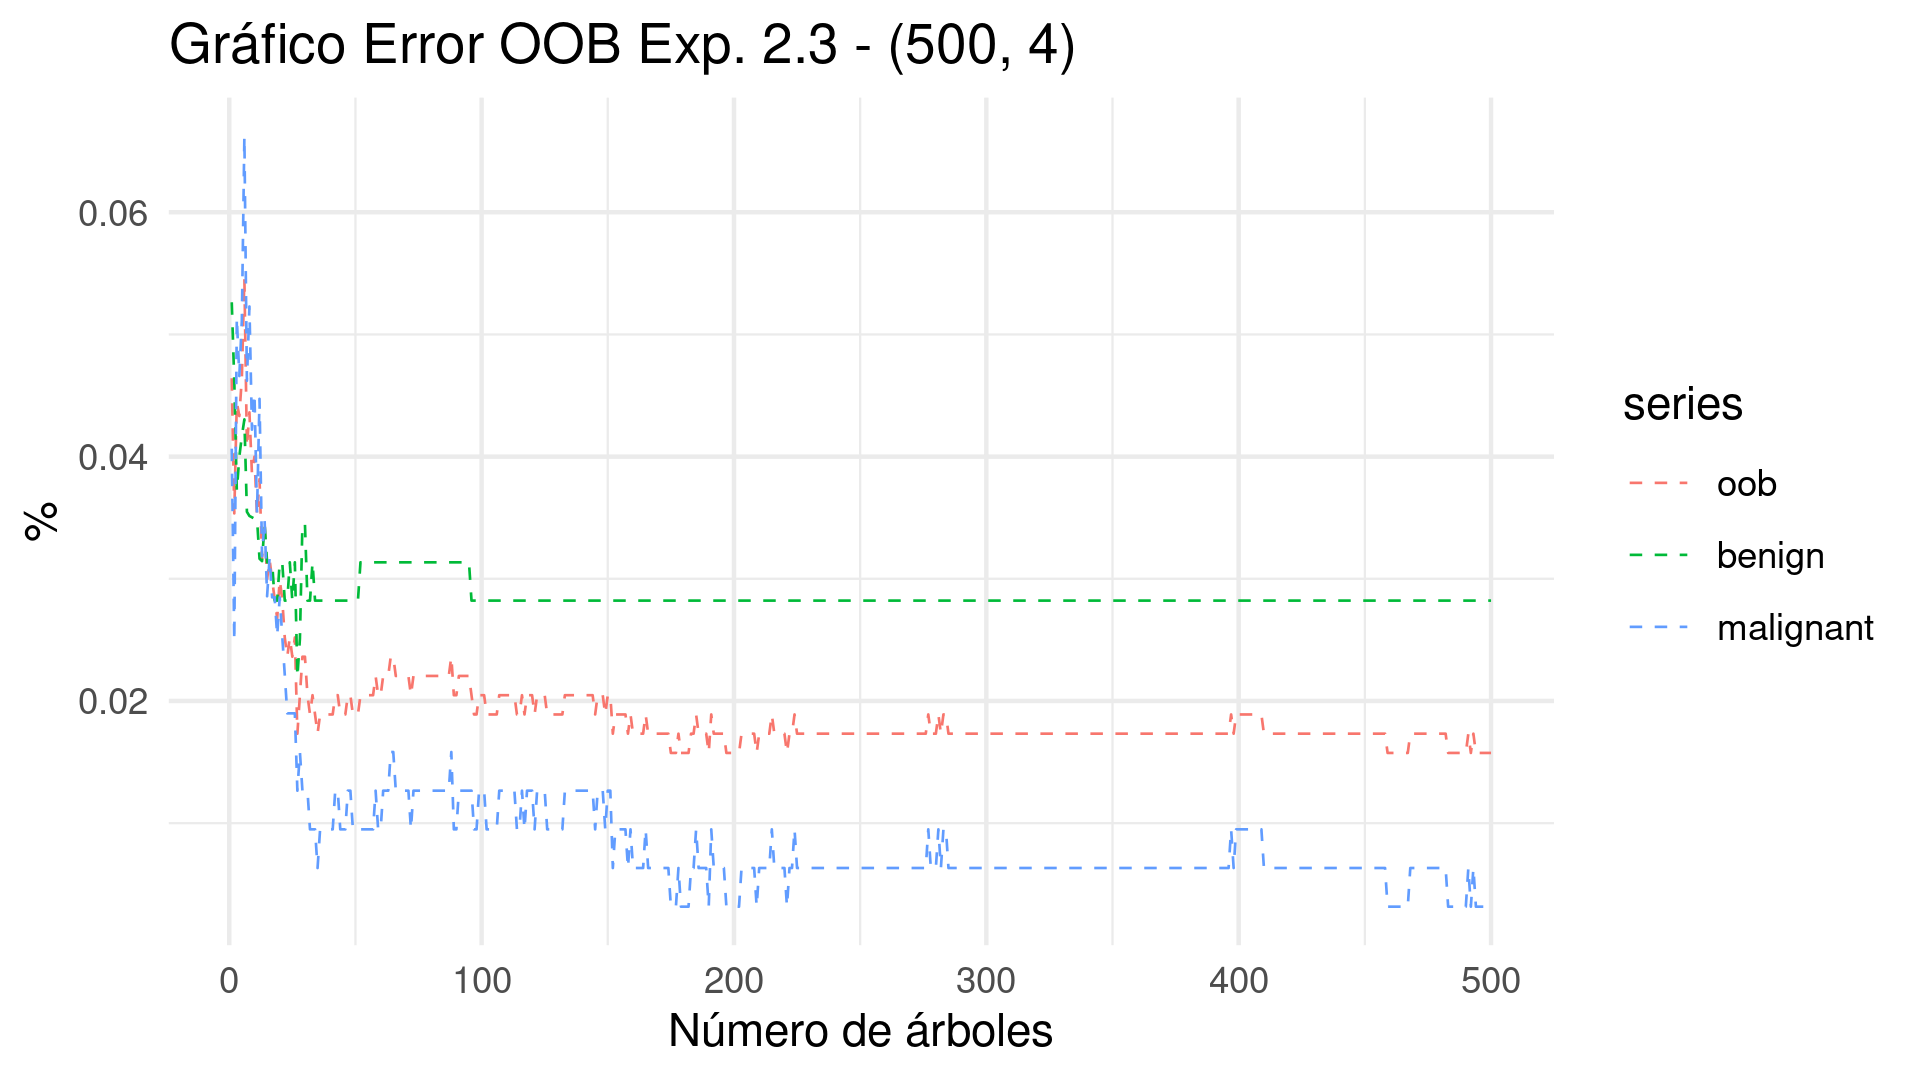 Gráfico Error OOB Exp. 2.3 - (500, 4)
%
0.06
0.04
0.02
0 100 200 300 400 500
Número de árboles
series
oob
benign
malignant